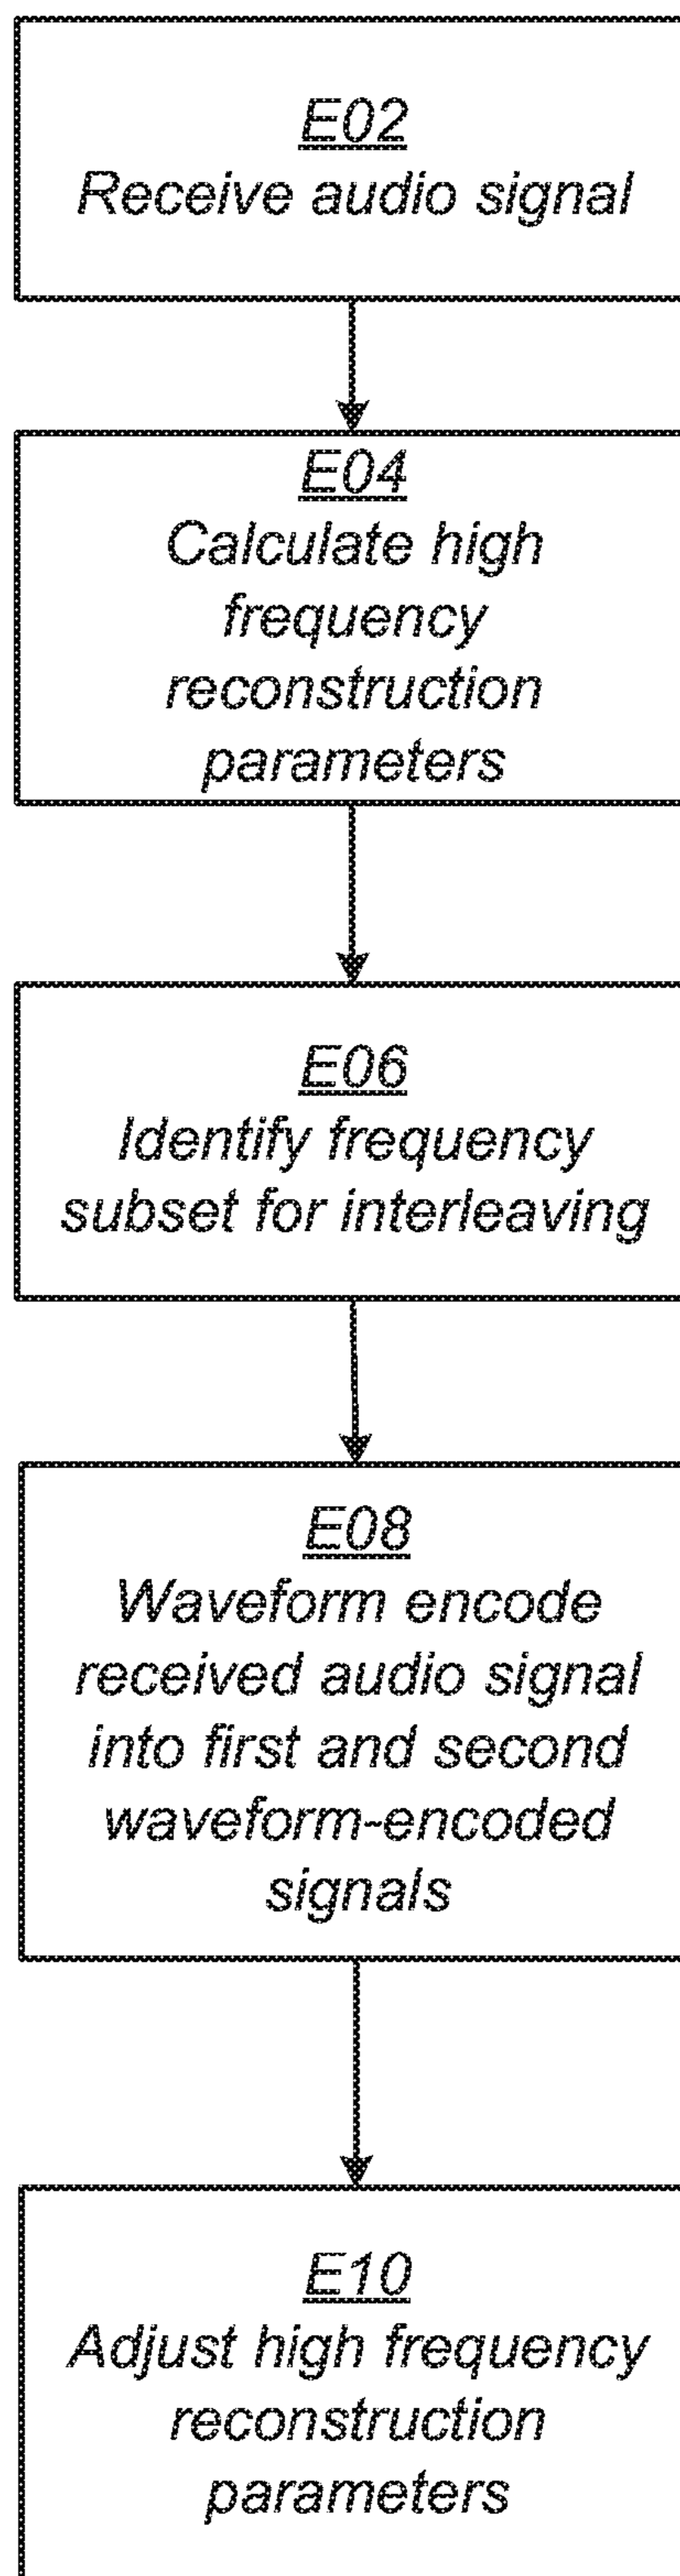 E02
Receive audio signal
E04
Calculate high
frequency
reconstruction
parameters
E06
Identify frequency
subset for interleaving
E08
Waveform encode
received audio signal
into first and second
waveform-encoded
signals
E10
Adjust high frequency
reconstruction
parameters